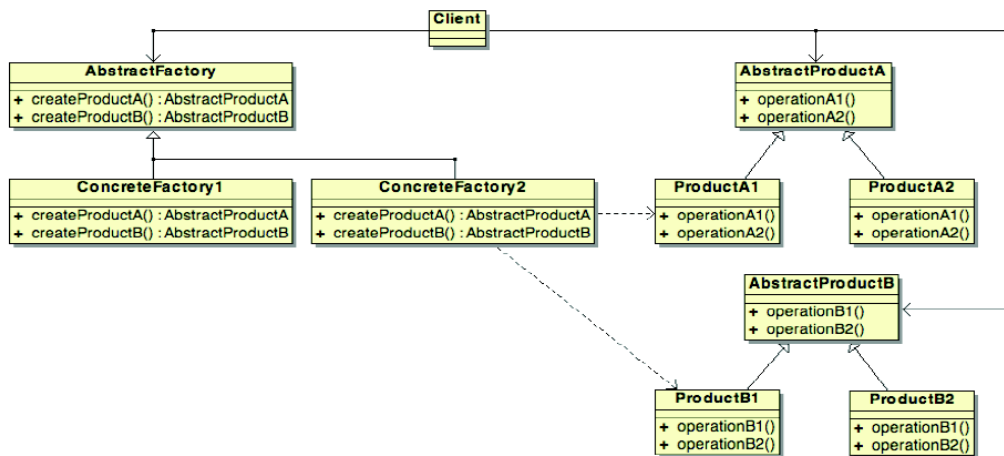 Client
AbstractFactory
+ createProductA() : AbstractProductA
+ createProductB() : AbstractProductB
AbstractProductA
+ operationA1()
+ operationA2()
ConcreteFactory1
+ createProductA() : AbstractProductA
+ createProductB() : AbstractProductB
ConcreteFactory2
+ createProductA() : AbstractProductA
+ createProductB() : AbstractProductB
ProductA1
+ operationA1()
+ operationA2()
ProductA2
+ operationA1()
+ operationA2()
AbstractProductB
+ operationB1()
+ operationB2()
ProductB1
+ operationB1()
+ operationB2()
ProductB2
+ operationB1()
+ operationB2()